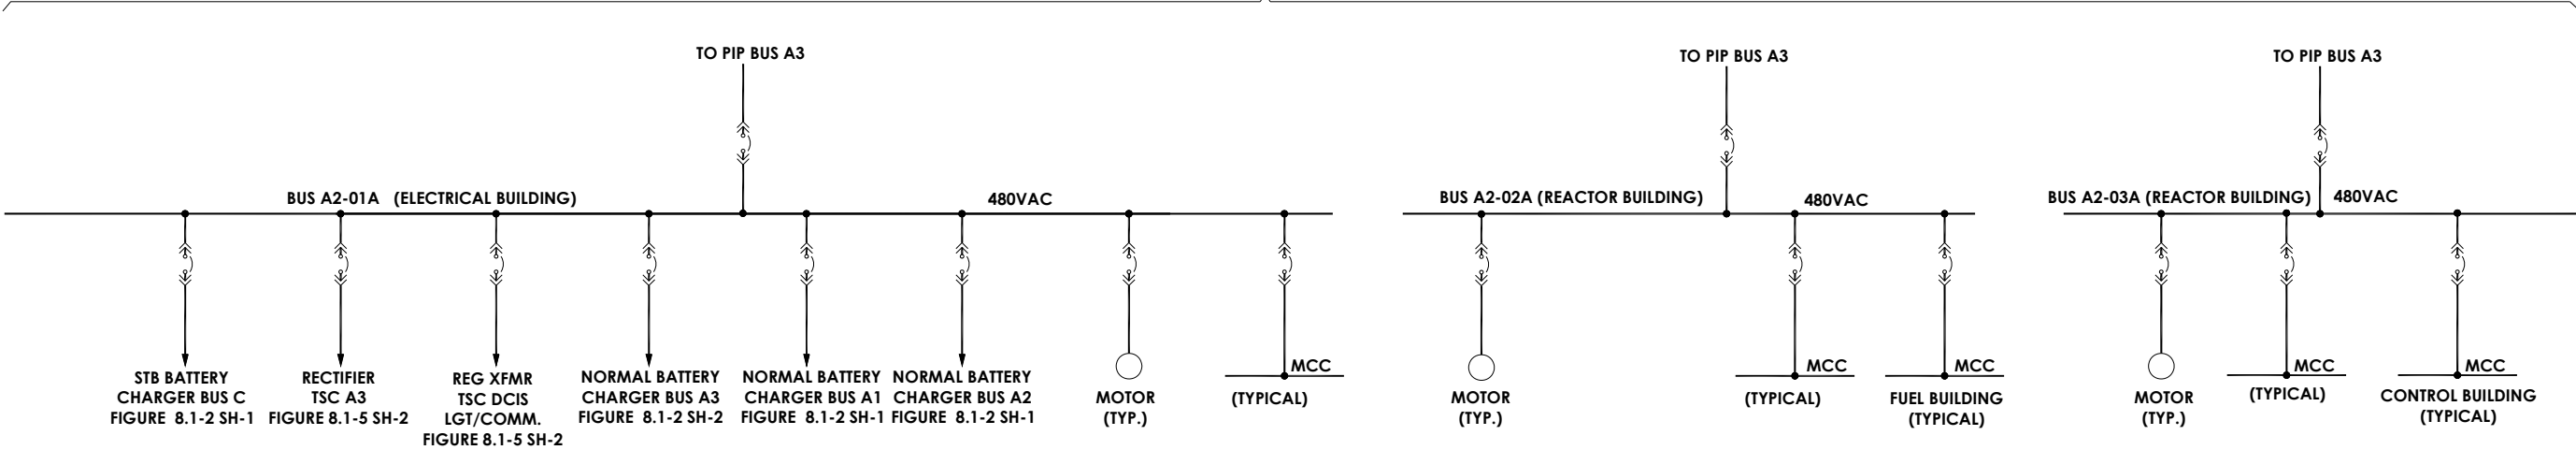 TO PIP BUS A3
TO PIP BUS A3
TO PIP BUS A3
BUS A2-01A (ELECTRICAL BUILDING)
480VAC
BUS A2-02A (REACTOR BUILDING)
480VAC
BUS A2-03A (REACTOR BUILDING)
480VAC
STB BATTERY
CHARGER BUS C
FIGURE 8.1-2 SH-1
RECTIFIER
TSC A3
FIGURE 8.1-5 SH-2
REG XFMR
TSC DCIS
LGT/COMM.
FIGURE 8.1-5 SH-2
NORMAL BATTERY
CHARGER BUS A3
FIGURE 8.1-2 SH-2
NORMAL BATTERY
CHARGER BUS A1
FIGURE 8.1-2 SH-1
NORMAL BATTERY
CHARGER BUS A2
FIGURE 8.1-2 SH-1
MOTOR
(TYP.)
MCC
(TYPICAL)
MOTOR
(TYP.)
MCC
(TYPICAL)
MCC
FUEL BUILDING
(TYPICAL)
MOTOR
(TYP.)
MCC
(TYPICAL)
MCC
CONTROL BUILDING
(TYPICAL)